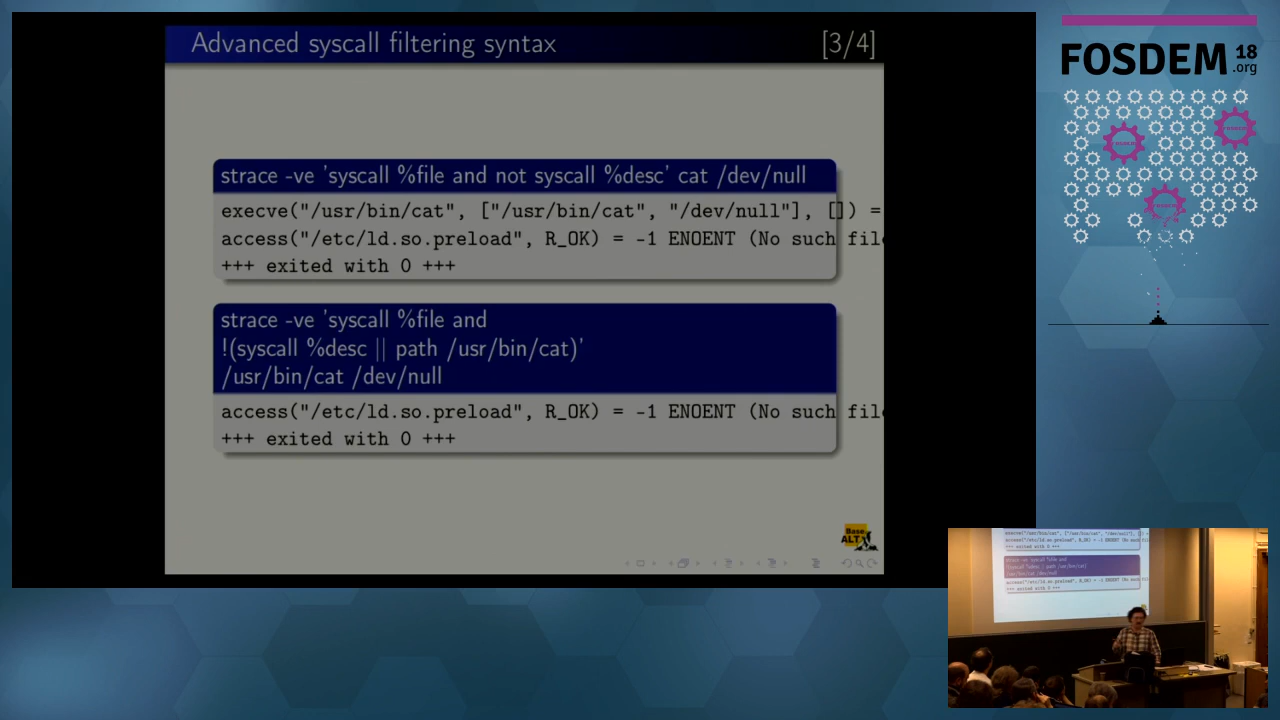 Advanced syscall filtering syntax [3/4]
strace -ve 'syscall %file and not syscall %desc' cat /dev/null
execve("/usr/bin/cat", ["/usr/bin/cat", "/dev/null"], []) =
access("/etc/ld.so.preload", R_OK) = -1 ENOENT (No such file
+++ exited with 0 +++
strace -ve 'syscall %file and
!(syscall %desc || path /usr/bin/cat)'
/usr/bin/cat /dev/null
access("/etc/ld.so.preload", R_OK) = -1 ENOENT (No such file
+++ exited with 0 +++
Base
ALT
FOSDEM 18
.org